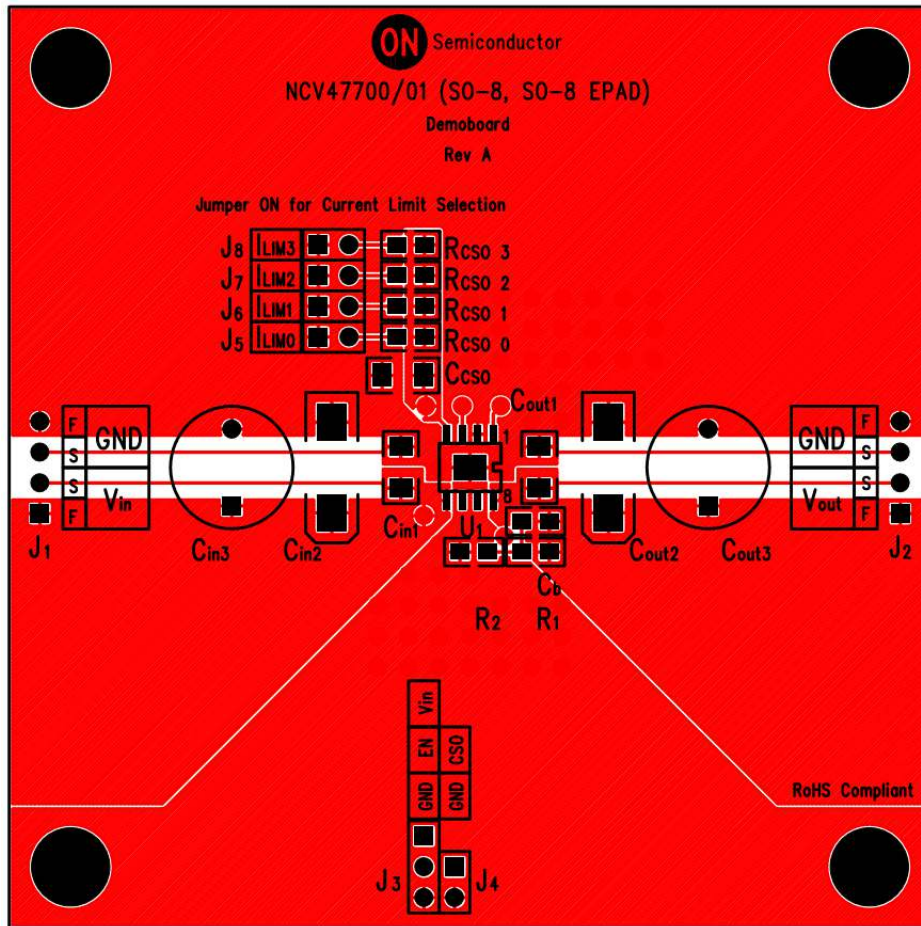 ON Semiconductor
NCV47700/01 (SO-8, SO-8 EPAD)
Demoboard
Rev A
Jumper ON for Current Limit Selection
J8 ILIM3 RCSO 3
J7 ILIM2 RCSO 2
J6 ILIM1 RCSO 1
J5 ILIM0 RCSO 0
CCSO
Cout1
F GND F
S GND 1 S
S Vin Vout S
F 8 F
J1 Cin3 Cin2 Cin1 U1 Cout2 Cout3 J2
Cb
R2 R1
Vin
EN CSO
GND GND
RoHS Compliant
J3 J4